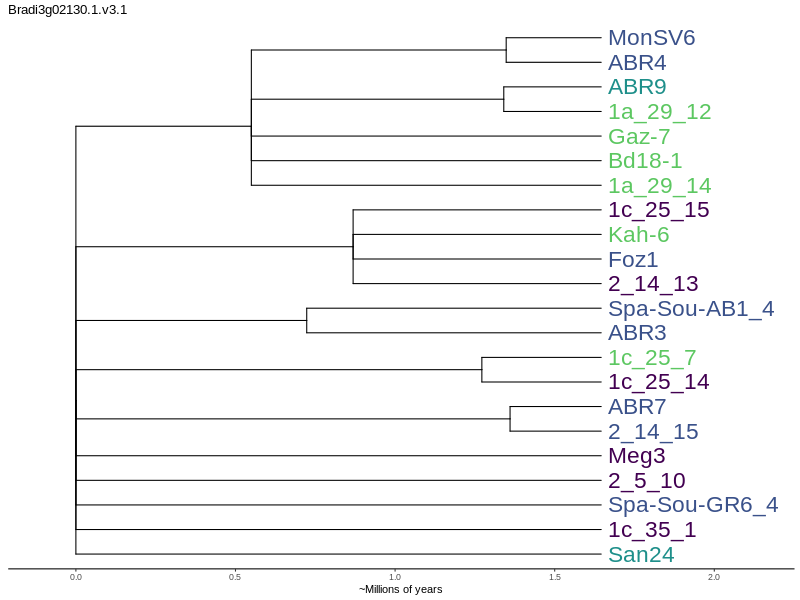 Bradi3g02130.1.v3.1
MonSV6
ABR4
ABR9
1a_29_12
Gaz-7
Bd18-1
1a_29_14
1c_25_15
Kah-6
Foz1
2_14_13
Spa-Sou-AB1_4
ABR3
1c_25_7
1c_25_14
ABR7
2_14_15
Meg3
2_5_10
Spa-Sou-GR6_4
1c_35_1
San24
0.0 0.5 1.0 1.5 2.0
~Millions of years